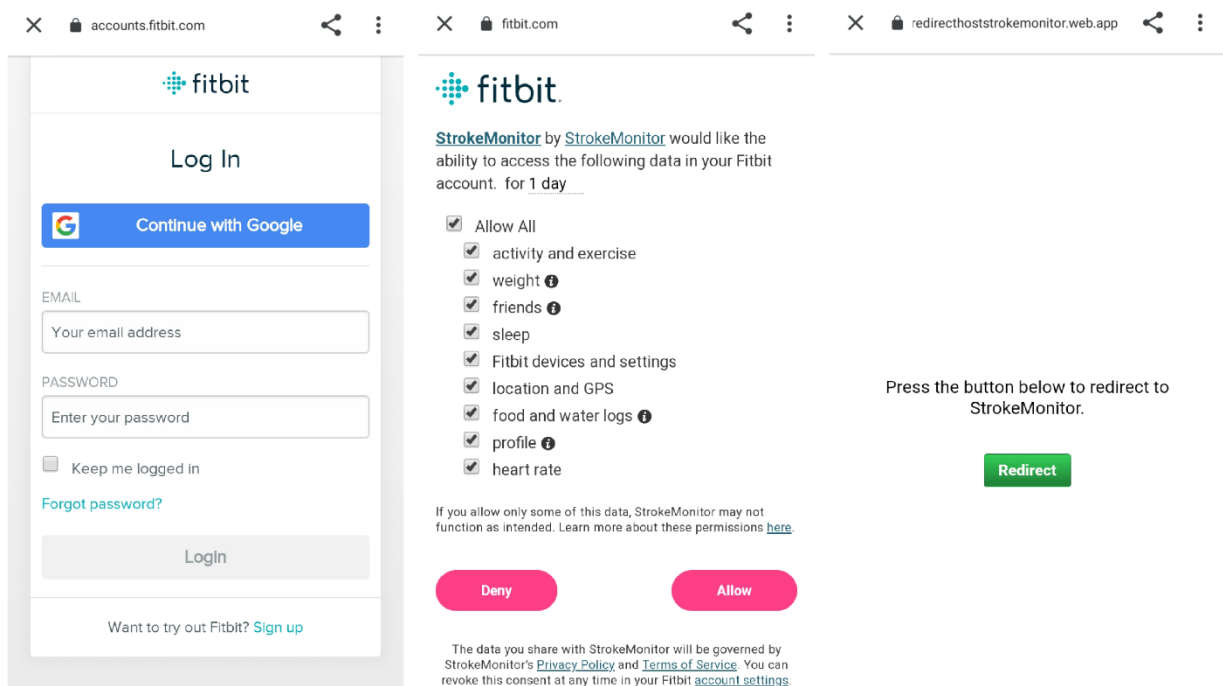 accounts.fitbit.com
fitbit
Log In
Continue with Google
EMAIL
Your email address
PASSWORD
Enter your password
Keep me logged in
Forgot password?
Login
Want to try out Fitbit? Sign up
fitbit.com
fitbit.
StrokeMonitor by StrokeMonitor would like the
ability to access the following data in your Fitbit
account. for 1 day
Allow All
activity and exercise
weight
friends
sleep
Fitbit devices and settings
location and GPS
food and water logs
profile
heart rate
If you allow only some of this data, StrokeMonitor may not
function as intended. Learn more about these permissions here.
Deny
Allow
The data you share with StrokeMonitor will be governed by
StrokeMonitor's Privacy Policy and Terms of Service. You can
revoke this consent at any time in your Fitbit account settings.
redirecthoststrokemonitor.web.app
Press the button below to redirect to
StrokeMonitor.
Redirect